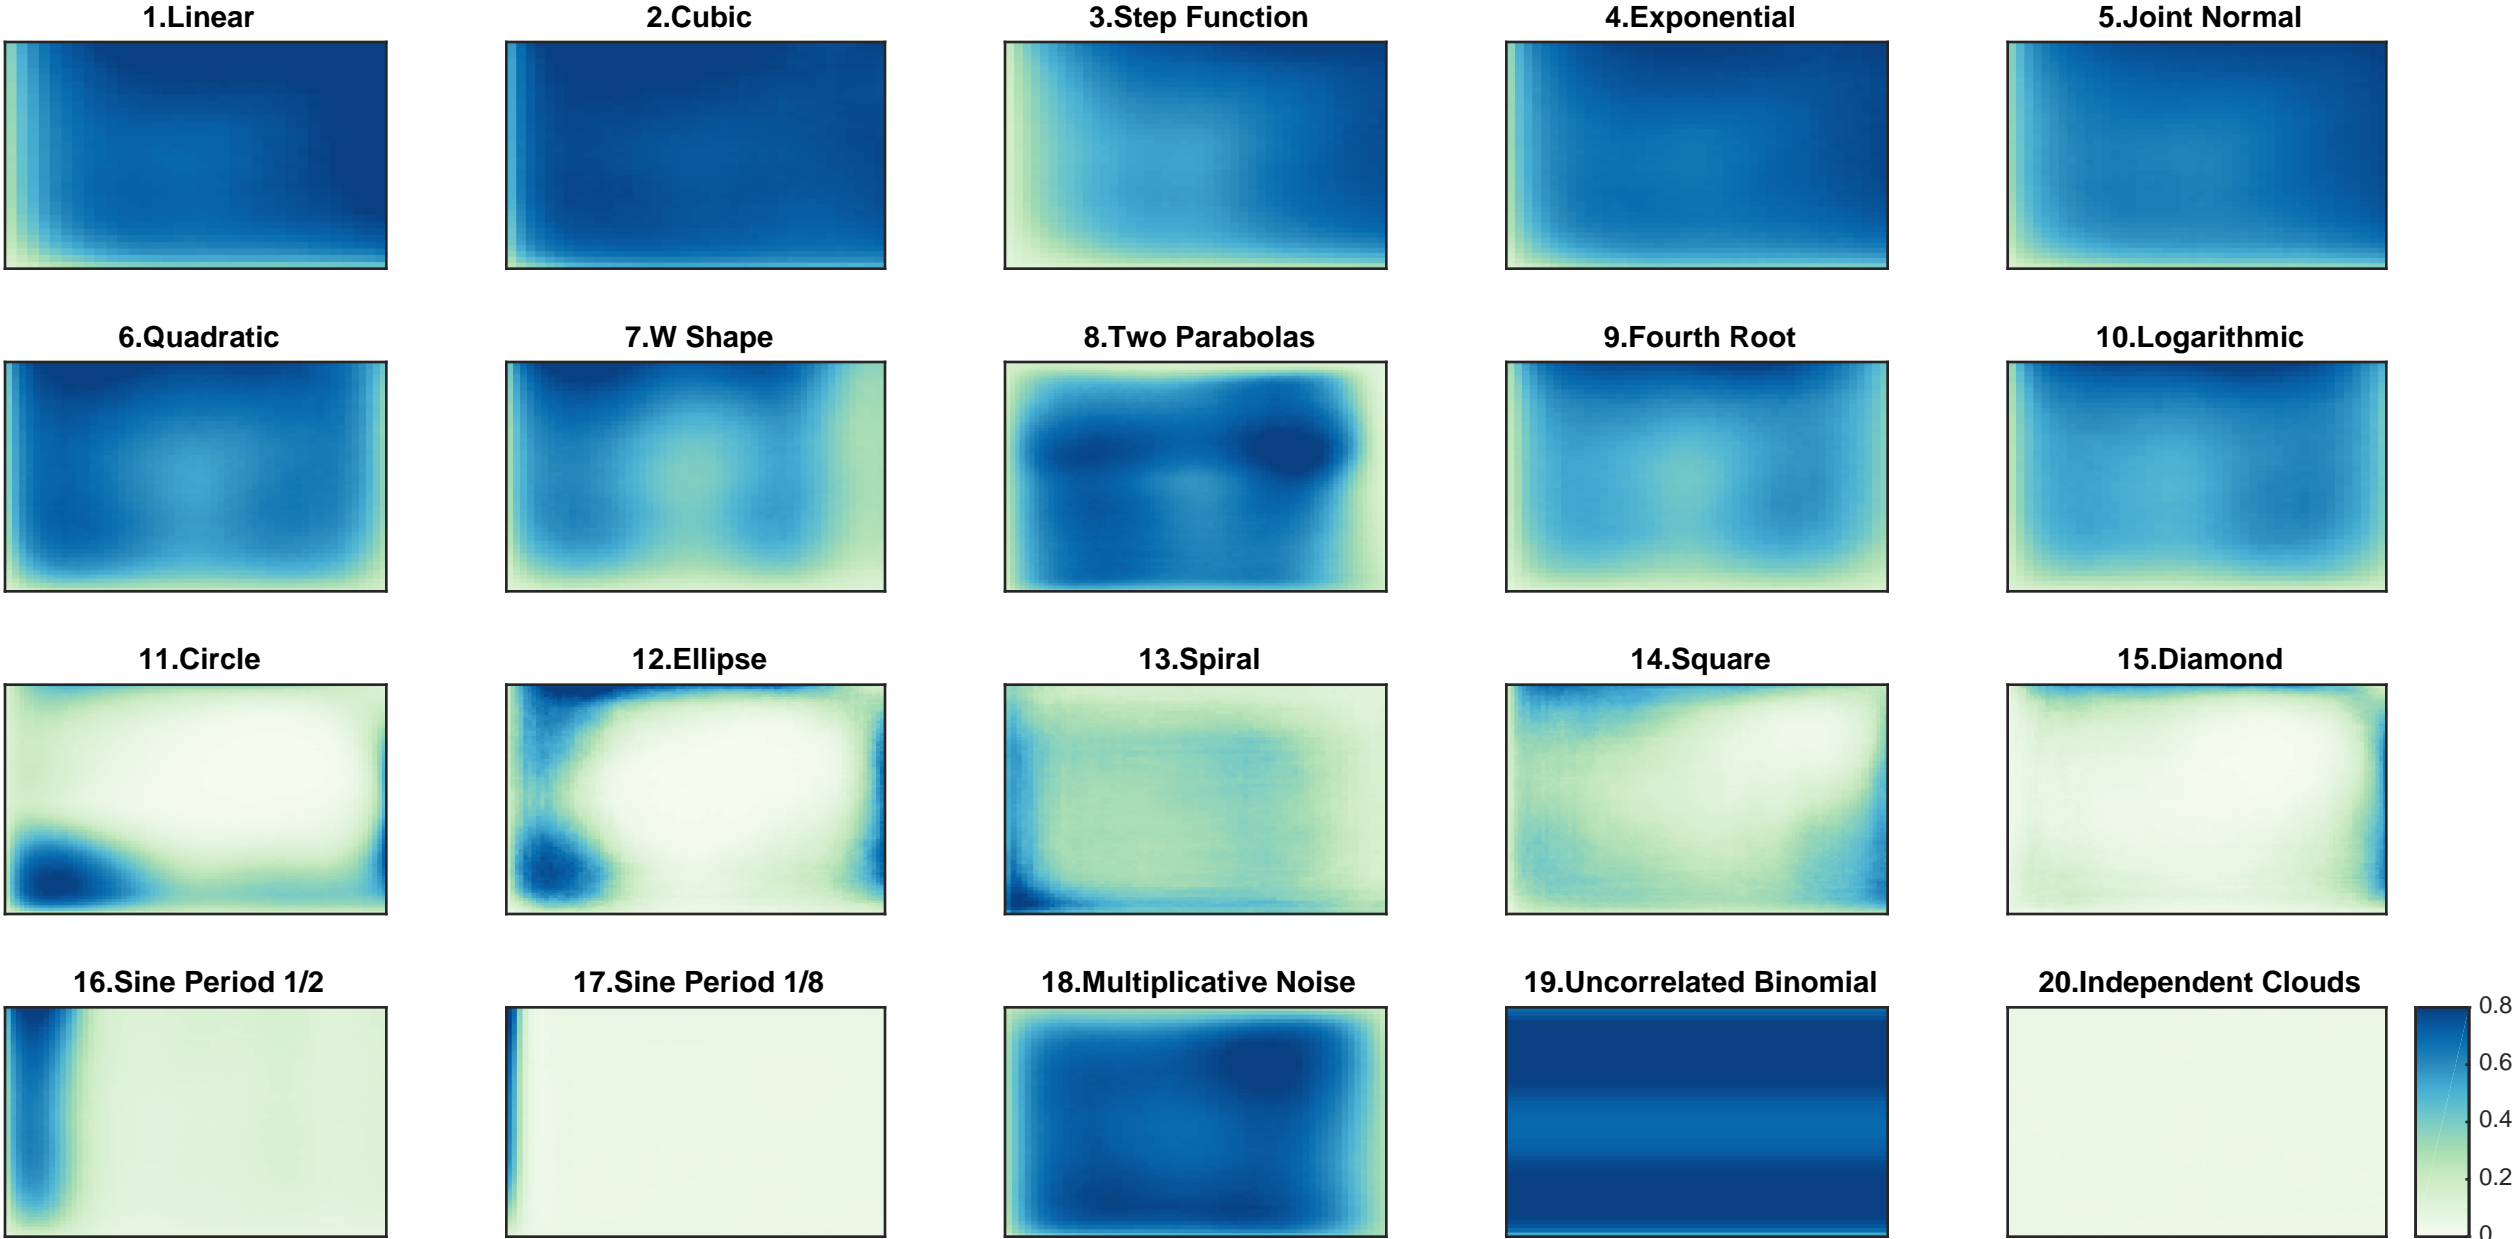 1.Linear
2.Cubic
3.Step Function
4.Exponential
5.Joint Normal
6.Quadratic
7.W Shape
8.Two Parabolas
9.Fourth Root
10.Logarithmic
11.Circle
12.Ellipse
13.Spiral
14.Square
15.Diamond
16.Sine Period 1/2
17.Sine Period 1/8
18.Multiplicative Noise
19.Uncorrelated Binomial
20.Independent Clouds
0.8
0.6
0.4
0.2
0